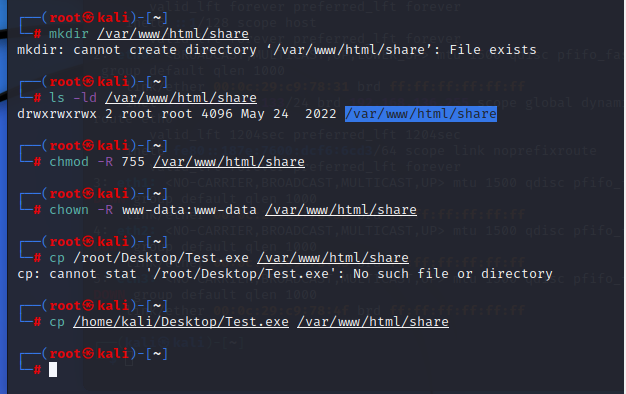 ┌──(root㉿kali)-[~]
└─# mkdir /var/www/html/share
mkdir: cannot create directory ‘/var/www/html/share’: File exists
┌──(root㉿kali)-[~]
└─# ls -ld /var/www/html/share
drwxrwxrwx 2 root root 4096 May 24  2022 /var/www/html/share
┌──(root㉿kali)-[~]
└─# chmod -R 755 /var/www/html/share
┌──(root㉿kali)-[~]
└─# chown -R www-data:www-data /var/www/html/share
┌──(root㉿kali)-[~]
└─# cp /root/Desktop/Test.exe /var/www/html/share
cp: cannot stat '/root/Desktop/Test.exe': No such file or directory
┌──(root㉿kali)-[~]
└─# cp /home/kali/Desktop/Test.exe /var/www/html/share
┌──(root㉿kali)-[~]
└─#